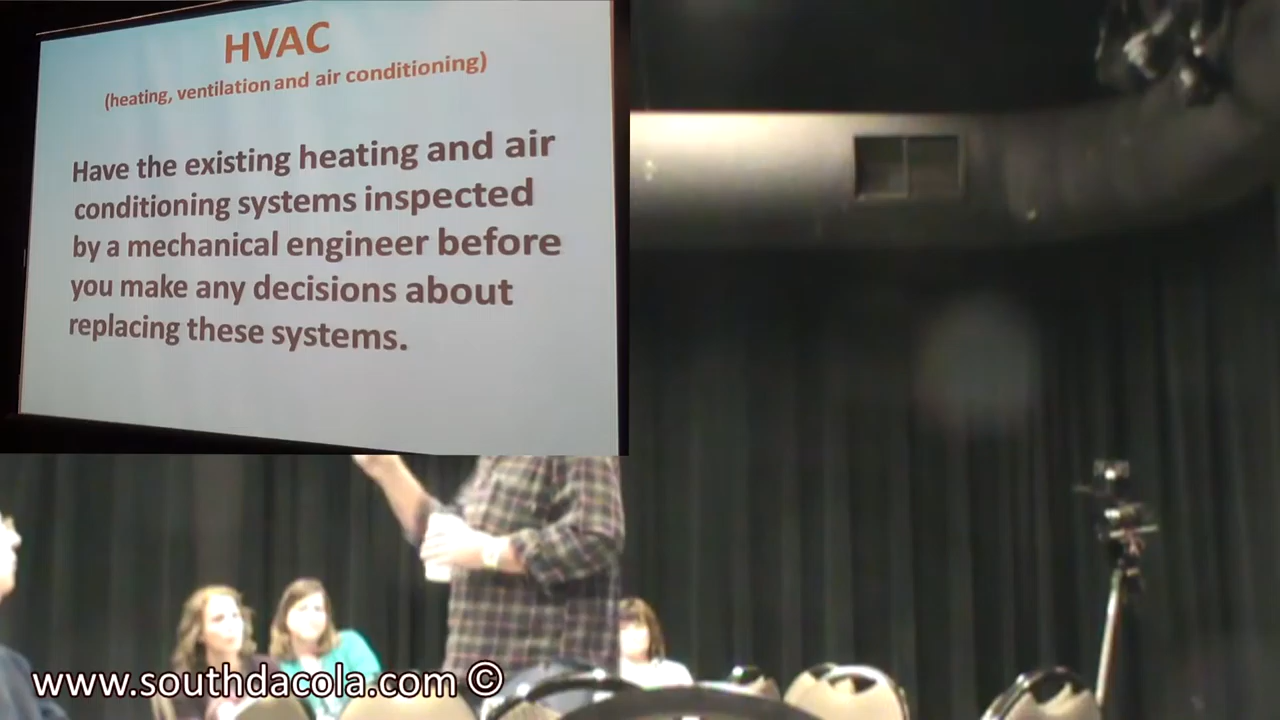 HVAC
(heating, ventilation and air conditioning)
Have the existing heating and air
conditioning systems inspected
by a mechanical engineer before
you make any decisions about
replacing these systems.
www.southdacola.com ©